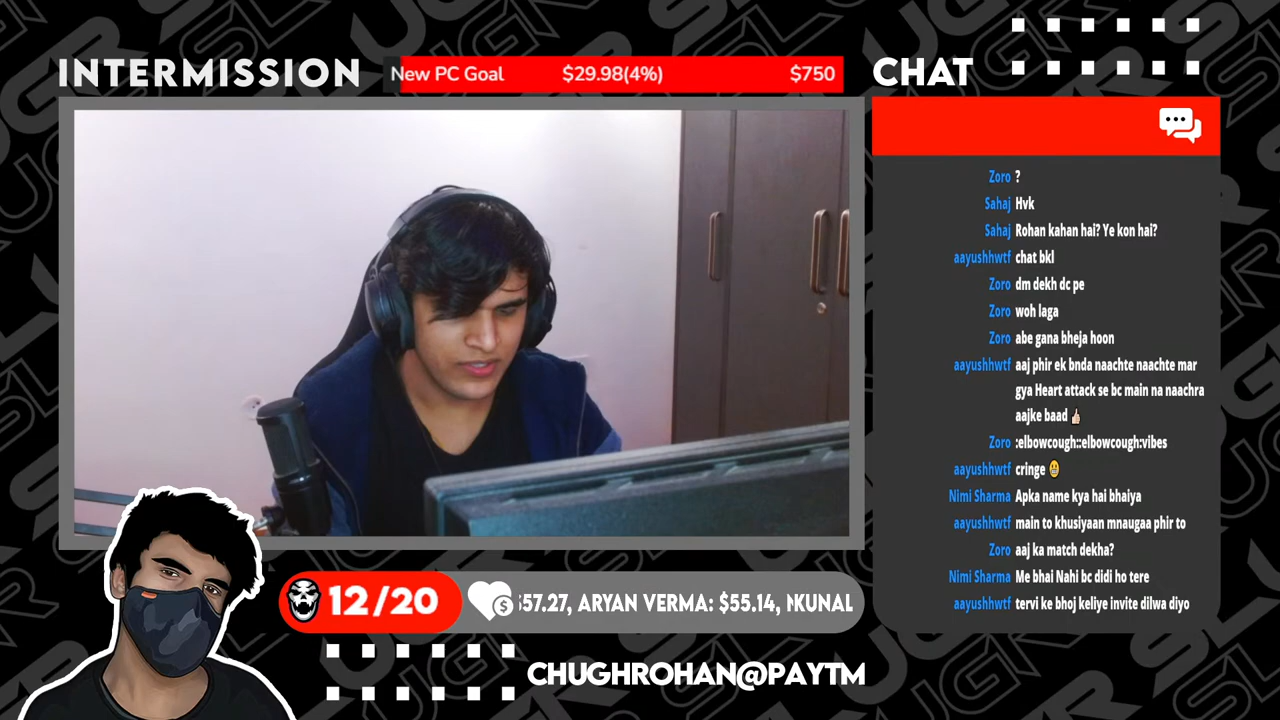 INTERMISSION
New PC Goal $29.98(4%) $750
CHAT
Zoro ?
Sahaj Hvk
Sahaj Rohan kahan hai? Ye kon hai?
aayushhwtf chat bkl
Zoro dm dekh dc pe
Zoro woh laga
Zoro abe gana bheja hoon
aayushhwtf aaj phir ek bnda naachte naachte mar
gya Heart attack se bc main na naachra
aajke baad 👍🏻
Zoro :elbowcough::elbowcough:vibes
aayushhwtf cringe 😬
Nimi Sharma Apka name kya hai bhaiya
aayushhwtf main to khusiyaan mnaugaa phir to
Zoro aaj ka match dekha?
Nimi Sharma Me bhai Nahi bc didi ho tere
aayushhwtf tervi ke bhoj keliye invite dilwa diyo
12/20
$57.27, ARYAN VERMA: $55.14, NKUNAL
CHUGHROHAN@PAYTM